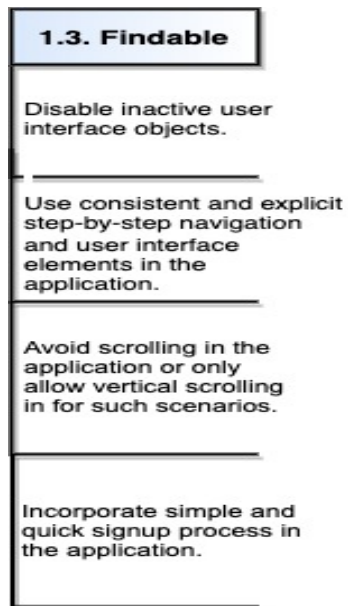 1.3. Findable
Disable inactive user
interface objects.
Use consistent and explicit
step-by-step navigation
and user interface
elements in the
application.
Avoid scrolling in the
application or only
allow vertical scrolling
in for such scenarios.
Incorporate simple and
quick signup process in
the application.